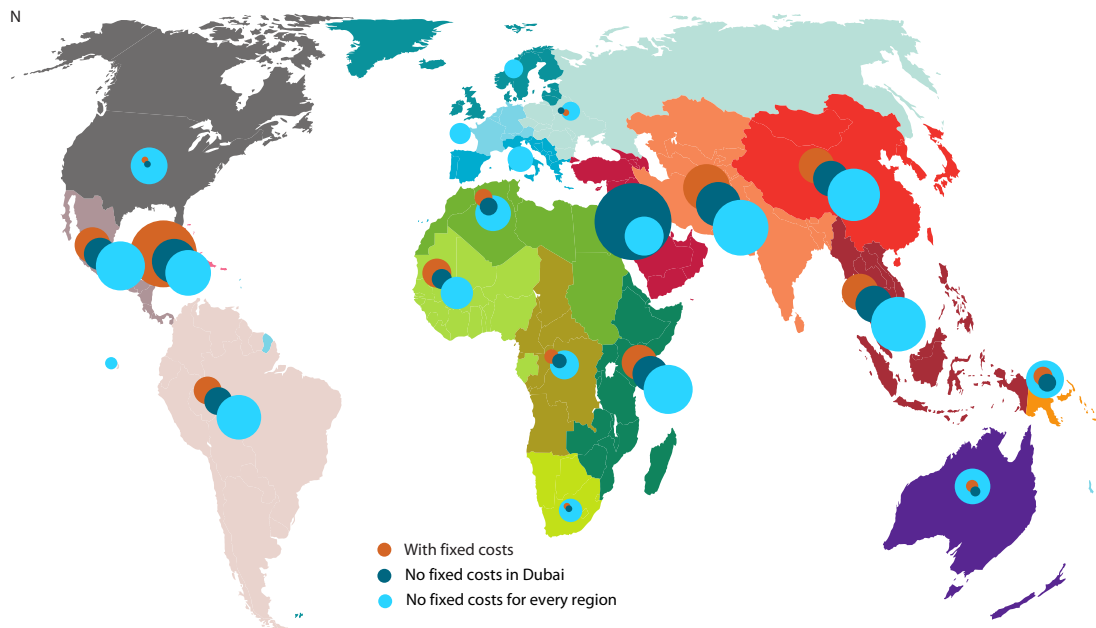 N
With fixed costs
No fixed costs in Dubai
No fixed costs for every region